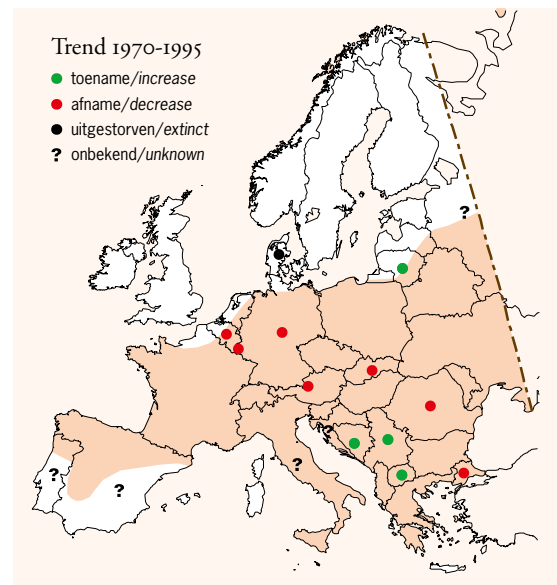 Trend 1970-1995
toename/increase
afname/decrease
uitgestorven/extinct
? onbekend/unknown
?
?
?
?
?